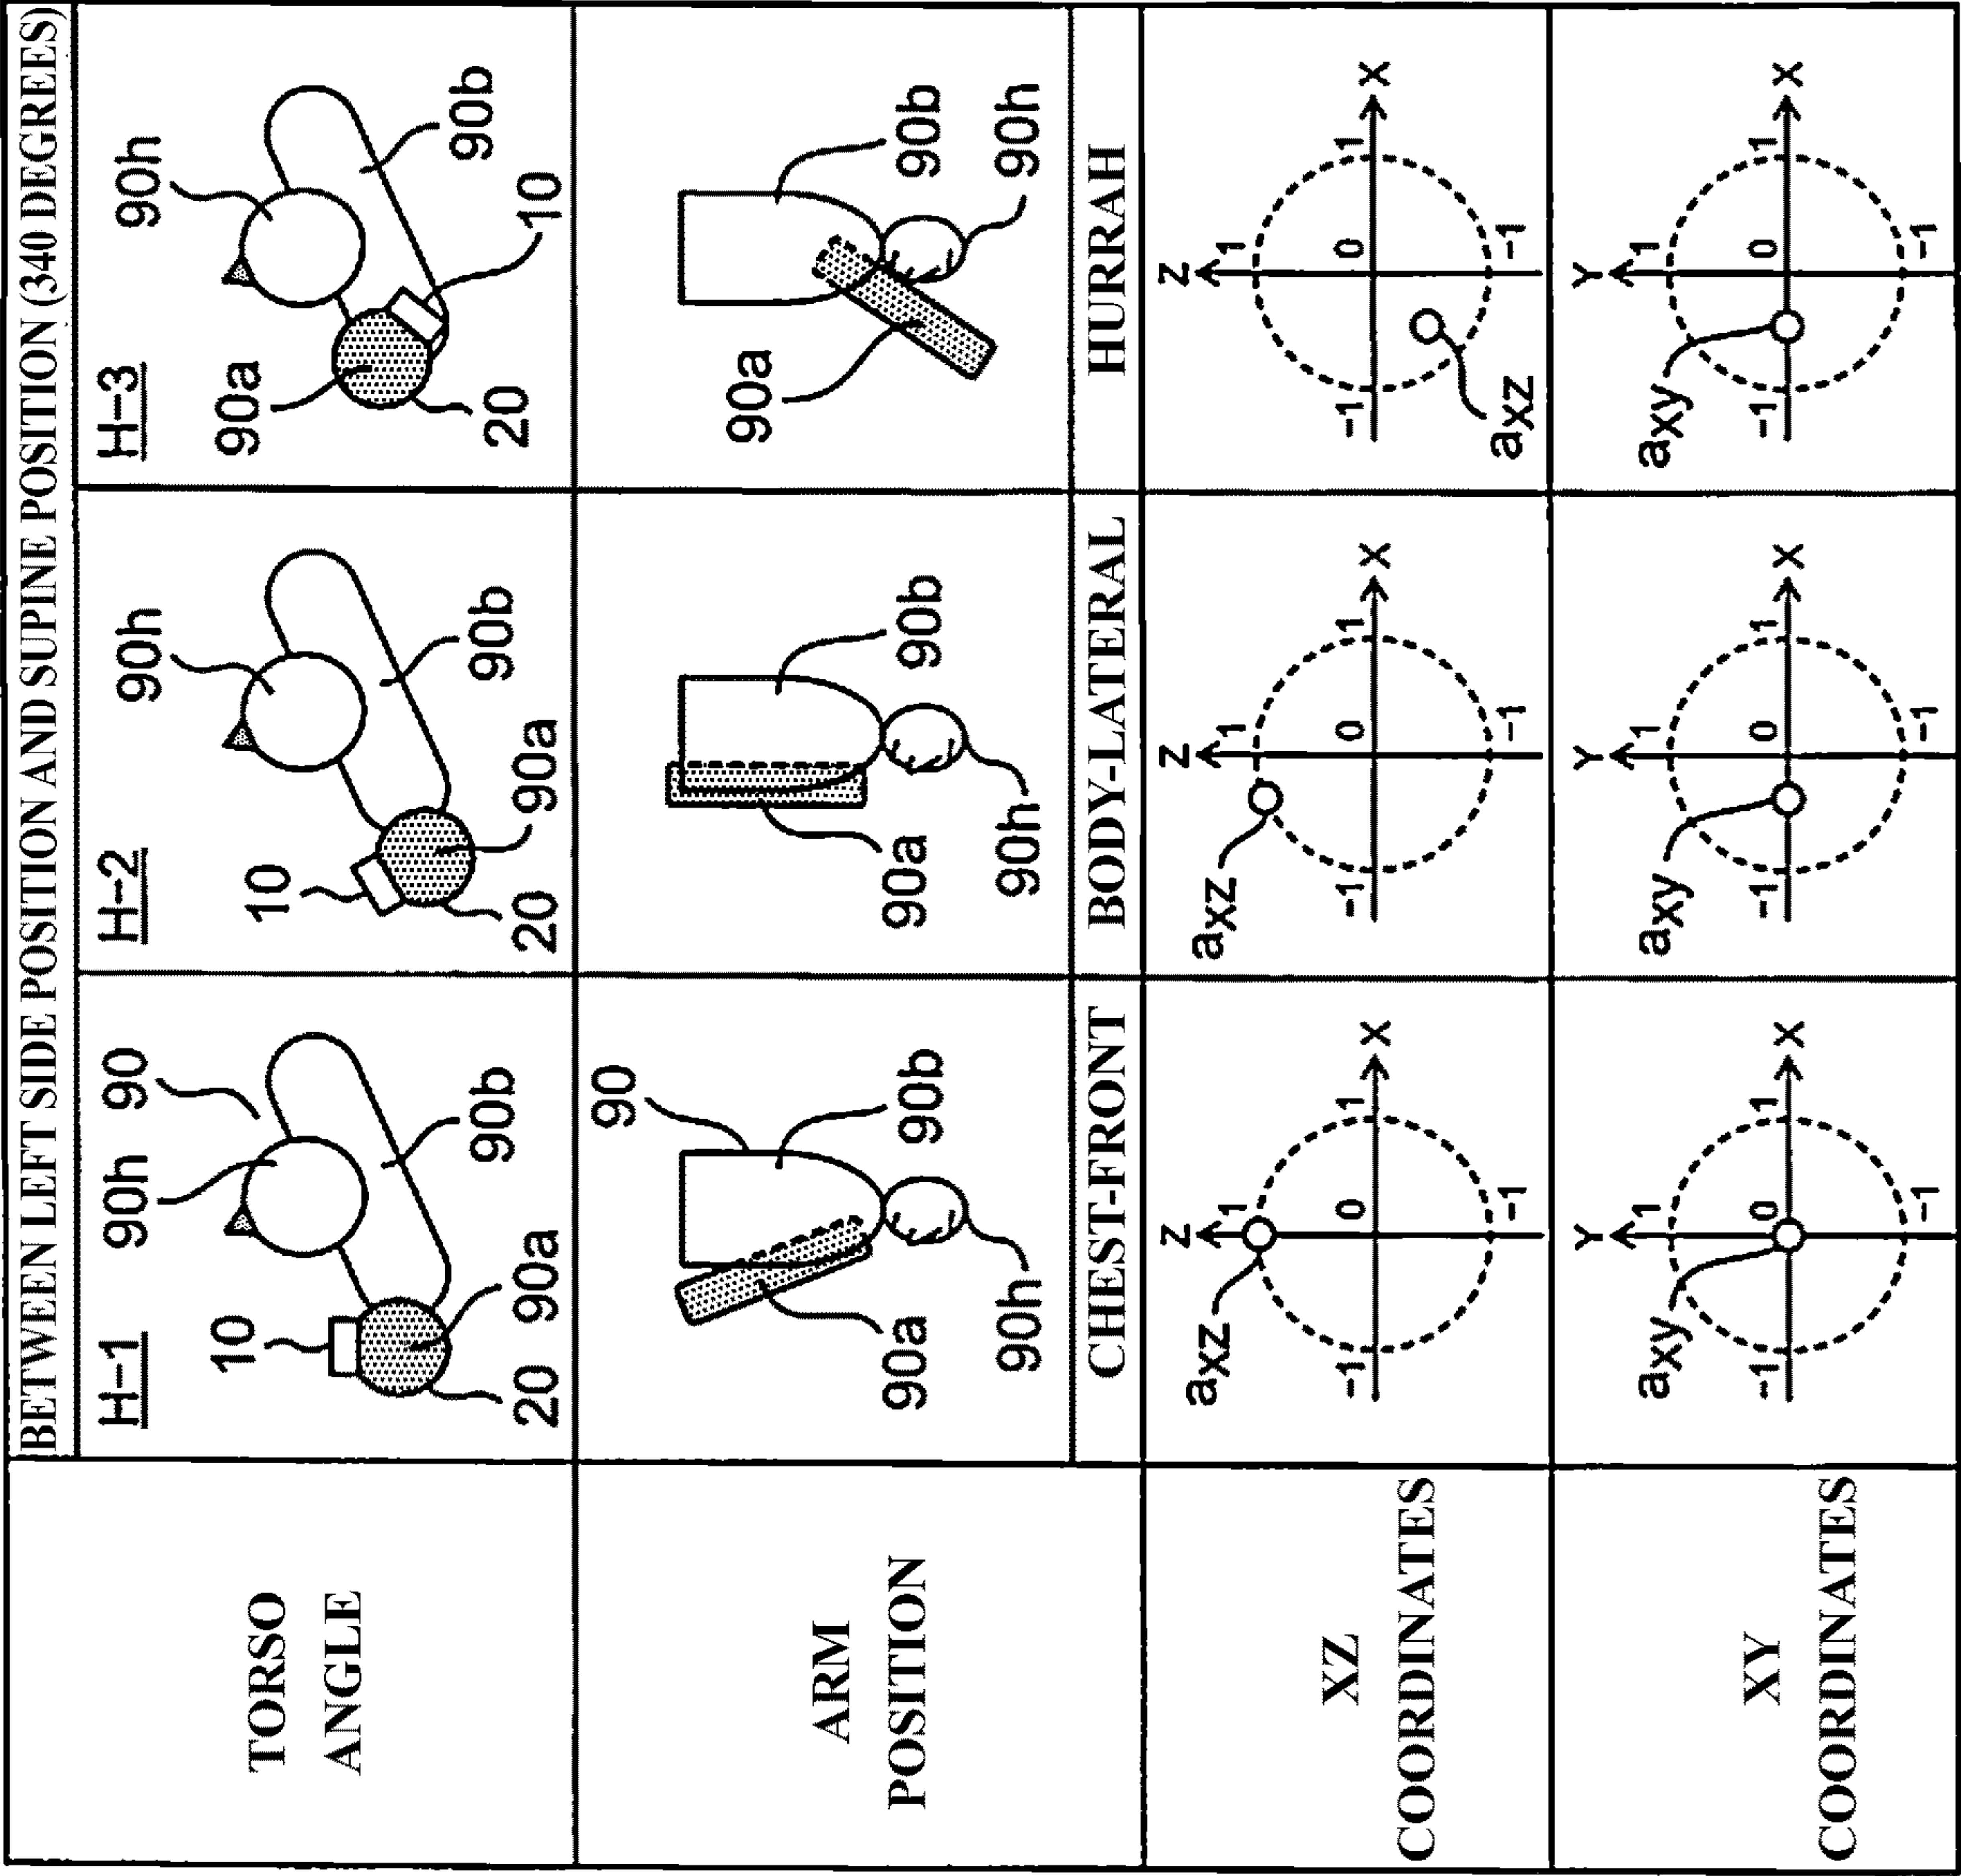 BETWEEN LEFT SIDE POSITION AND SUPINE POSITION (340 DEGREES)
TORSO
ANGLE
H-1
90h
90
10
20
90a
90b
H-2
90h
10
20
90a
90b
H-3
90h
90a
20
10
90b
ARM
POSITION
90
90a
90b
90h
90a
90b
90h
90a
90b
90h
CHEST-FRONT
BODY-LATERAL
HURRAH
XZ
COORDINATES
axz
Z
1
-1
0
1
X
-1
axz
Z
1
-1
0
1
X
-1
Z
1
-1
0
1
X
axz
-1
XY
COORDINATES
axy
Y
1
-1
0
1
X
-1
axy
Y
1
-1
0
1
X
-1
axy
Y
1
-1
0
1
X
-1